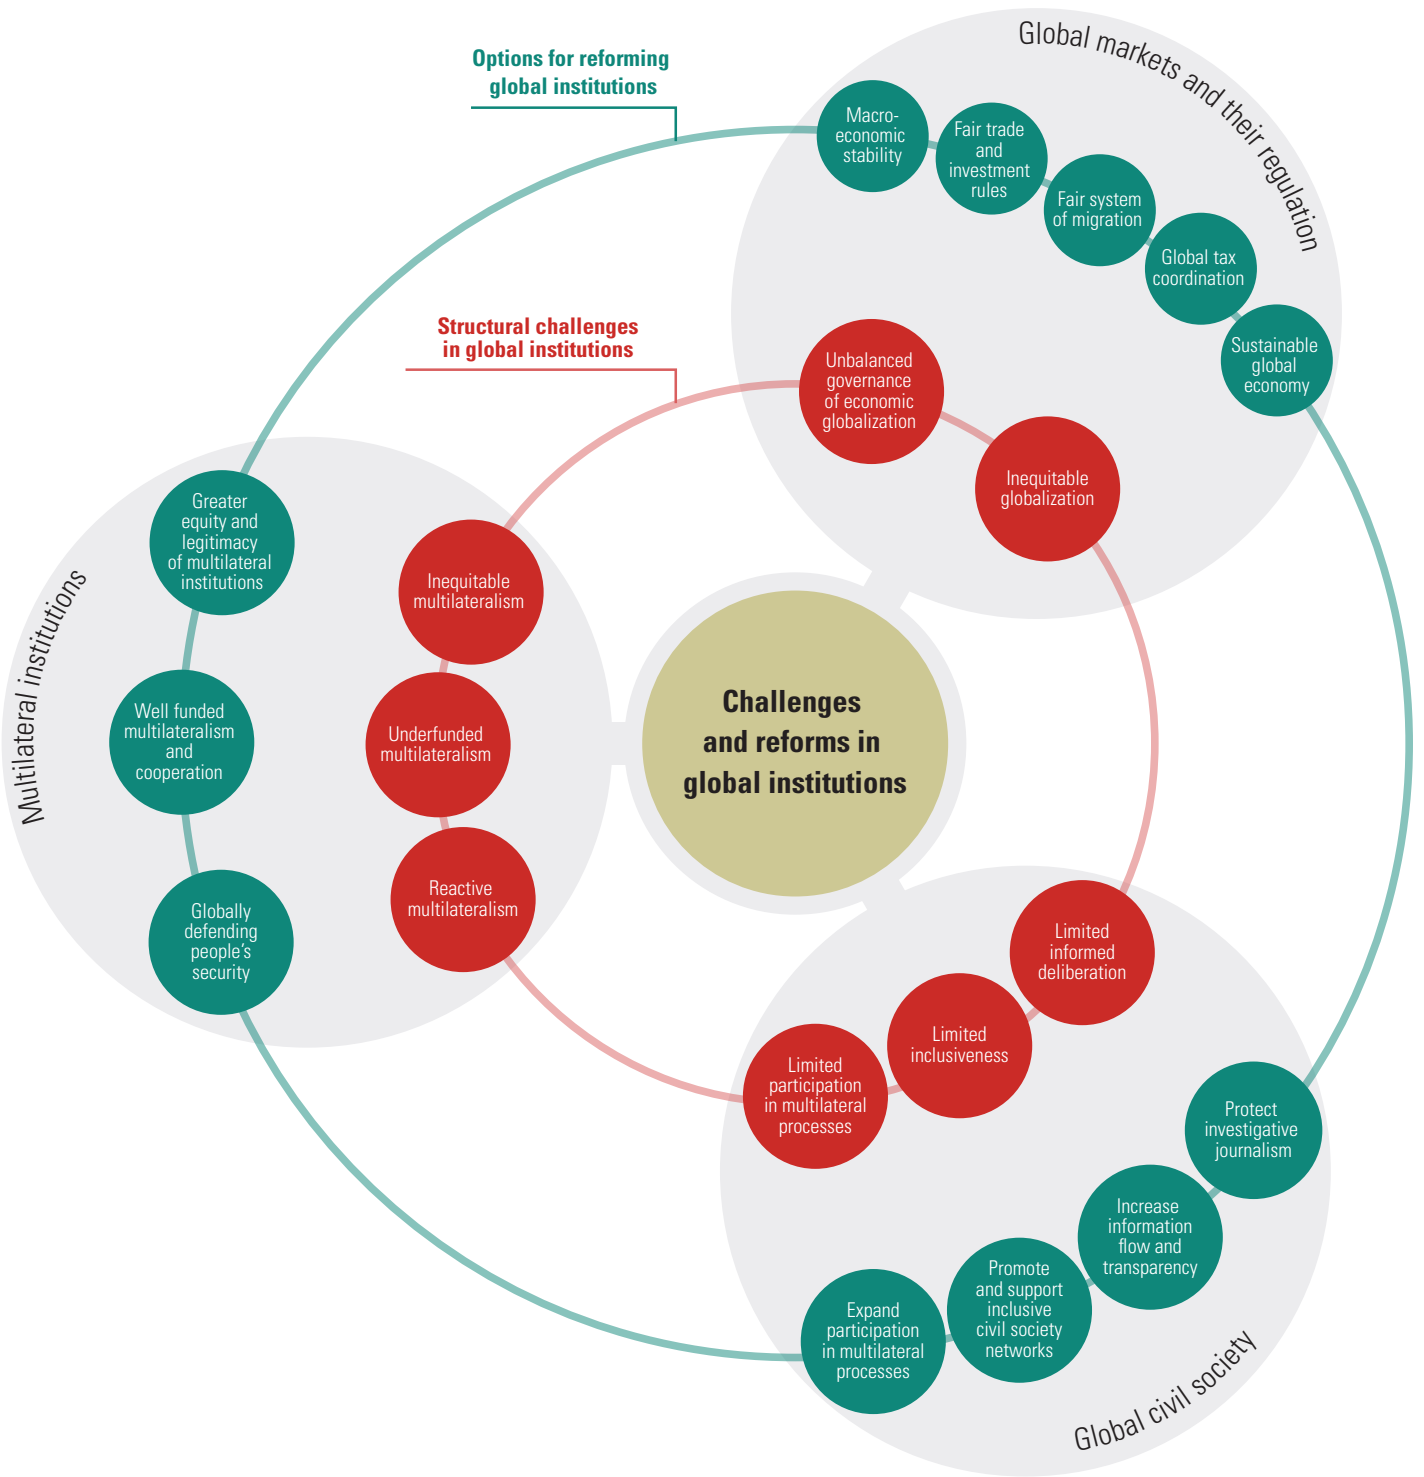 Options for reforming
global institutions
Structural challenges
in global institutions
Global markets and their regulation
Macro-
economic
stability
Fair trade
and
investment
rules
Fair system
of migration
Global tax
coordination
Sustainable
global
economy
Unbalanced
governance
of economic
globalization
Inequitable
globalization
Multilateral institutions
Greater
equity and
legitimacy
of multilateral
institutions
Well funded
multilateralism
and
cooperation
Globally
defending
people's
security
Inequitable
multilateralism
Underfunded
multilateralism
Reactive
multilateralism
Challenges
and reforms in
global institutions
Limited
informed
deliberation
Limited
inclusiveness
Limited
participation
in multilateral
processes
Protect
investigative
journalism
Increase
information
flow and
transparency
Promote
and support
inclusive
civil society
networks
Expand
participation
in multilateral
processes
Global civil society